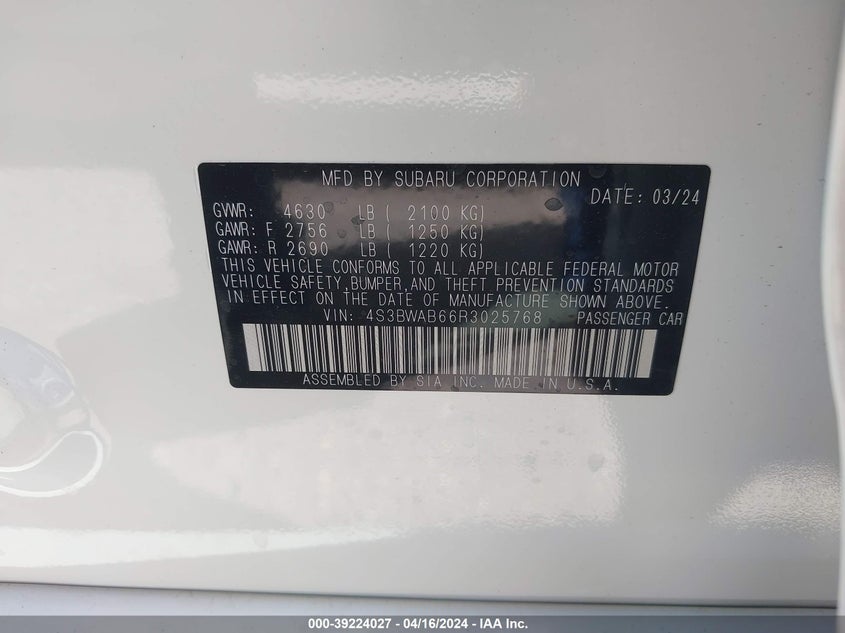 MFD BY SUBARU CORPORATION
DATE: 03/24
GVWR: 4630 LB ( 2100 KG)
GAWR: F 2756 LB ( 1250 KG)
GAWR: R 2690 LB ( 1220 KG)
THIS VEHICLE CONFORMS TO ALL APPLICABLE FEDERAL MOTOR
VEHICLE SAFETY,BUMPER,AND THEFT PREVENTION STANDARDS
IN EFFECT ON THE DATE OF MANUFACTURE SHOWN ABOVE.
VIN: 4S3BWAB66R3025768 PASSENGER CAR
ASSEMBLED BY SIA INC. MADE IN U.S.A.
000-39224027 - 04/16/2024 - IAA Inc.